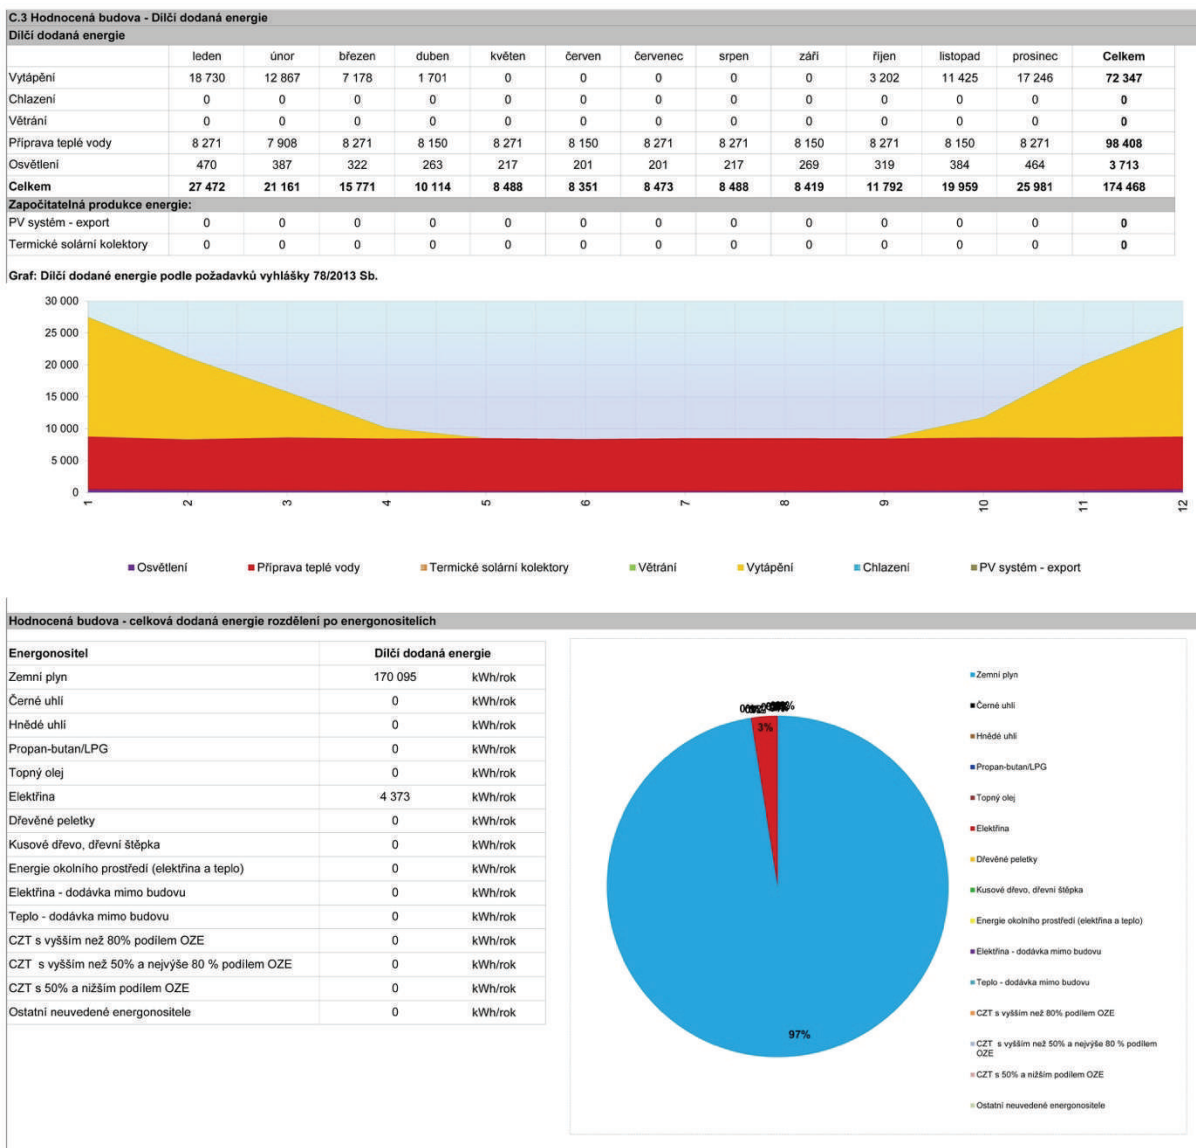 C.3 Hodnocená budova - Dílčí dodaná energie
Dílčí dodaná energie
leden únor březen duben květen červen červenec srpen září říjen listopad prosinec Celkem
Vytápění 18 730 12 867 7 178 1 701 0 0 0 0 0 3 202 11 425 17 246 72 347
Chlazení 0 0 0 0 0 0 0 0 0 0 0 0 0
Větrání 0 0 0 0 0 0 0 0 0 0 0 0 0
Příprava teplé vody 8 271 7 908 8 271 8 150 8 271 8 150 8 271 8 271 8 150 8 271 8 150 8 271 98 408
Osvětlení 470 387 322 263 217 201 201 217 269 319 384 464 3 713
Celkem 27 472 21 161 15 771 10 114 8 488 8 351 8 473 8 488 8 419 11 792 19 959 25 981 174 468
Započitatelná produkce energie:
PV systém - export 0 0 0 0 0 0 0 0 0 0 0 0 0
Termické solární kolektory 0 0 0 0 0 0 0 0 0 0 0 0 0
Graf: Dílčí dodané energie podle požadavků vyhlášky 78/2013 Sb.
30 000
25 000
20 000
15 000
10 000
5 000
0
1 2 3 4 5 6 7 8 9 10 11 12
Osvětlení Příprava teplé vody Termické solární kolektory Větrání Vytápění Chlazení PV systém - export
Hodnocená budova - celková dodaná energie rozdělení po energonositelích
Energonositel Dílčí dodaná energie
Zemní plyn 170 095 kWh/rok
Černé uhlí 0 kWh/rok
Hnědé uhlí 0 kWh/rok
Propan-butan/LPG 0 kWh/rok
Topný olej 0 kWh/rok
Elektřina 4 373 kWh/rok
Dřevěné peletky 0 kWh/rok
Kusové dřevo, dřevní štěpka 0 kWh/rok
Energie okolního prostředí (elektřina a teplo) 0 kWh/rok
Elektřina - dodávka mimo budovu 0 kWh/rok
Teplo - dodávka mimo budovu 0 kWh/rok
CZT s vyšším než 80% podílem OZE 0 kWh/rok
CZT s vyšším než 50% a nejvýše 80 % podílem OZE 0 kWh/rok
CZT s 50% a nižším podílem OZE 0 kWh/rok
Ostatní neuvedené energonositele 0 kWh/rok
3%
97%
Zemní plyn
Černé uhlí
Hnědé uhlí
Propan-butan/LPG
Topný olej
Elektřina
Dřevěné peletky
Kusové dřevo, dřevní štěpka
Energie okolního prostředí (elektřina a teplo)
Elektřina - dodávka mimo budovu
Teplo - dodávka mimo budovu
CZT s vyšším než 80% podílem OZE
CZT s vyšším než 50% a nejvýše 80 % podílem
OZE
CZT s 50% a nižším podílem OZE
Ostatní neuvedené energonositele